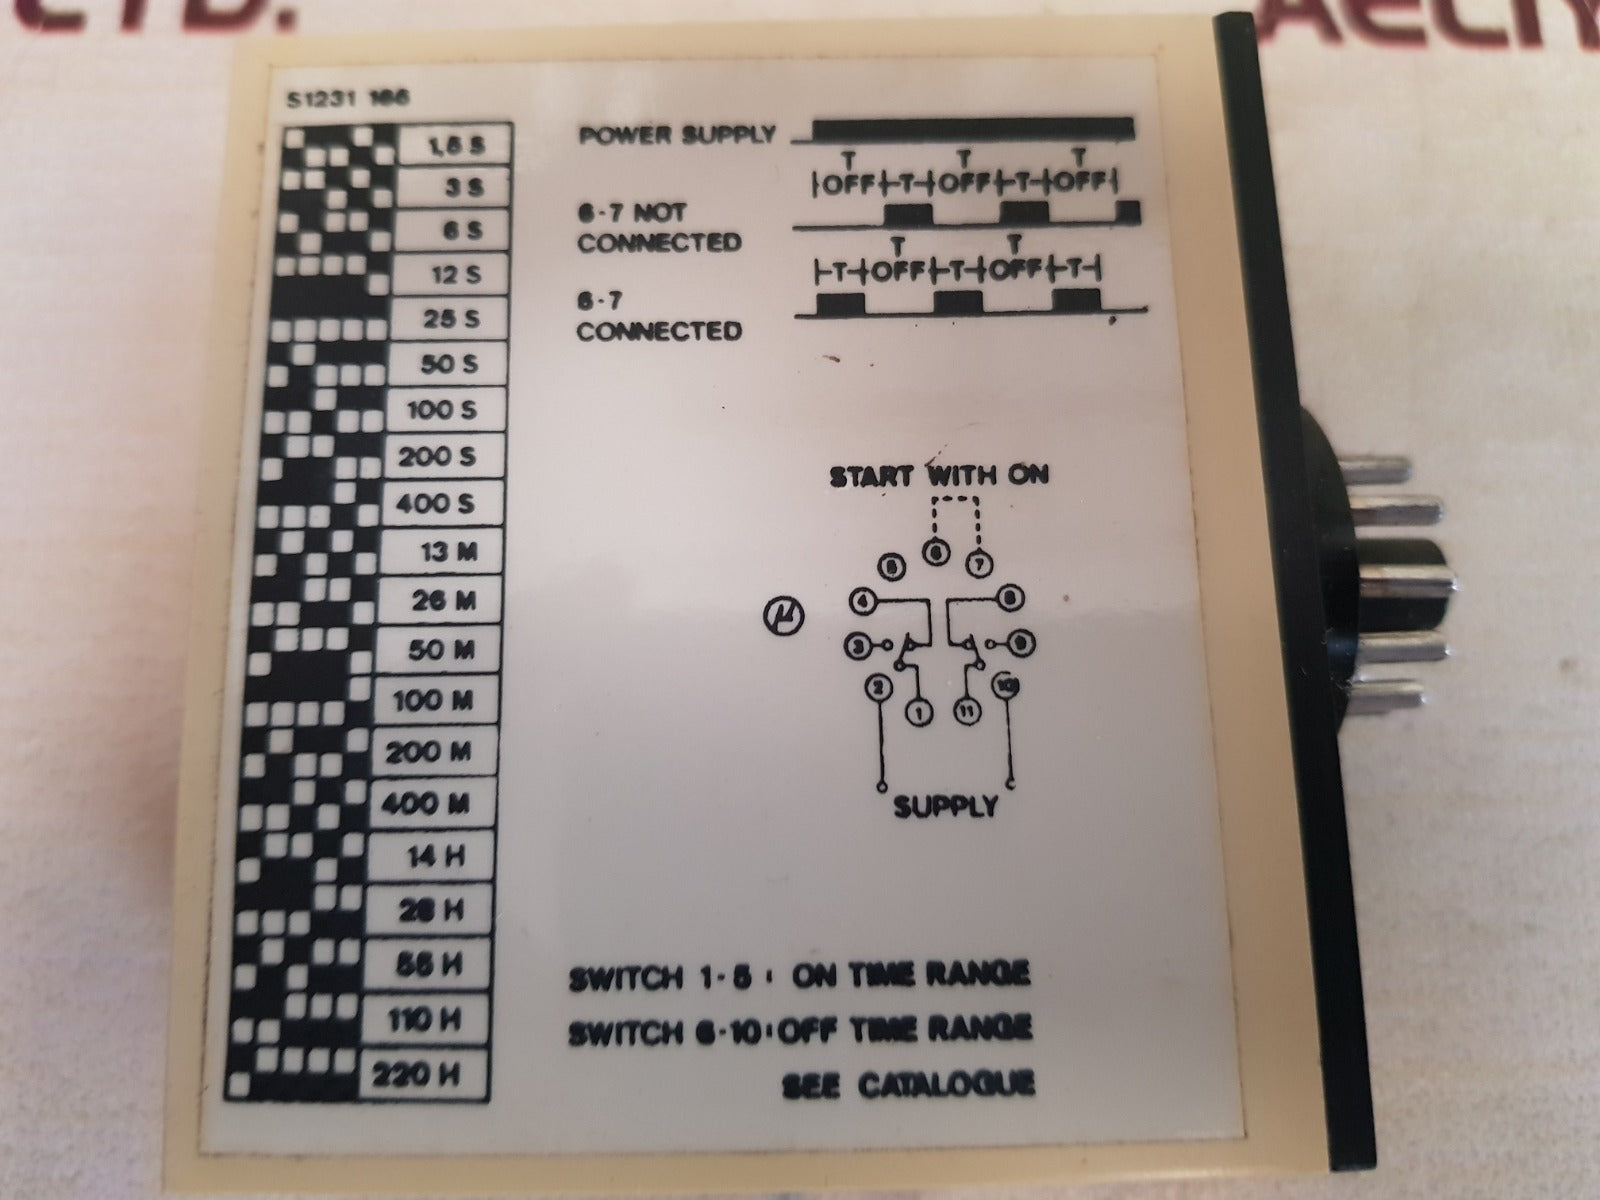 LTD.
S1231 166
1,5 S
3 S
6 S
12 S
25 S
50 S
100 S
200 S
400 S
13 M
26 M
50 M
100 M
200 M
400 M
14 H
28 H
55 H
110 H
220 H
POWER SUPPLY
T T T
OFF T OFF T OFF
6-7 NOT
CONNECTED
T T
T OFF T OFF T
6-7
CONNECTED
START WITH ON
5 6 7
4 8
3 9
2 10
1 11
μ
SUPPLY
SWITCH 1-5: ON TIME RANGE
SWITCH 6-10: OFF TIME RANGE
SEE CATALOGUE